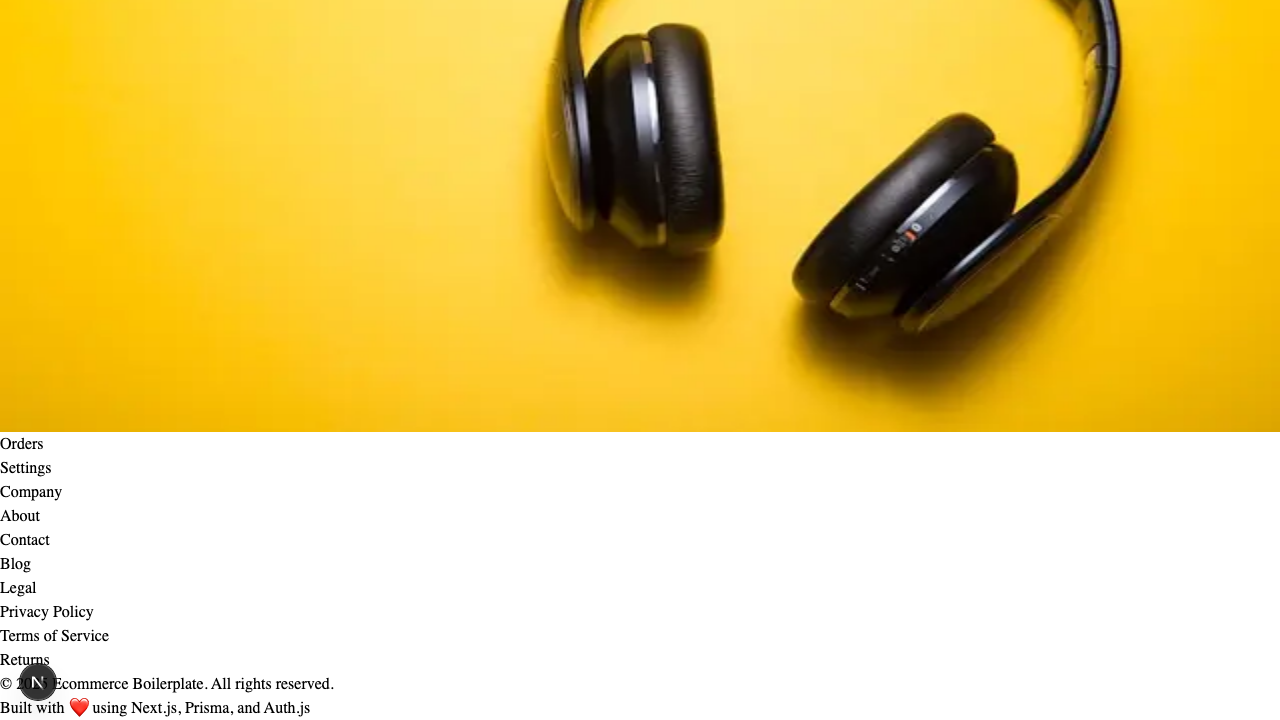 Orders
Settings
Company
About
Contact
Blog
Legal
Privacy Policy
Terms of Service
Returns
© Ecommerce Boilerplate. All rights reserved.
Built with ❤️ using Next.js, Prisma, and Auth.js
N